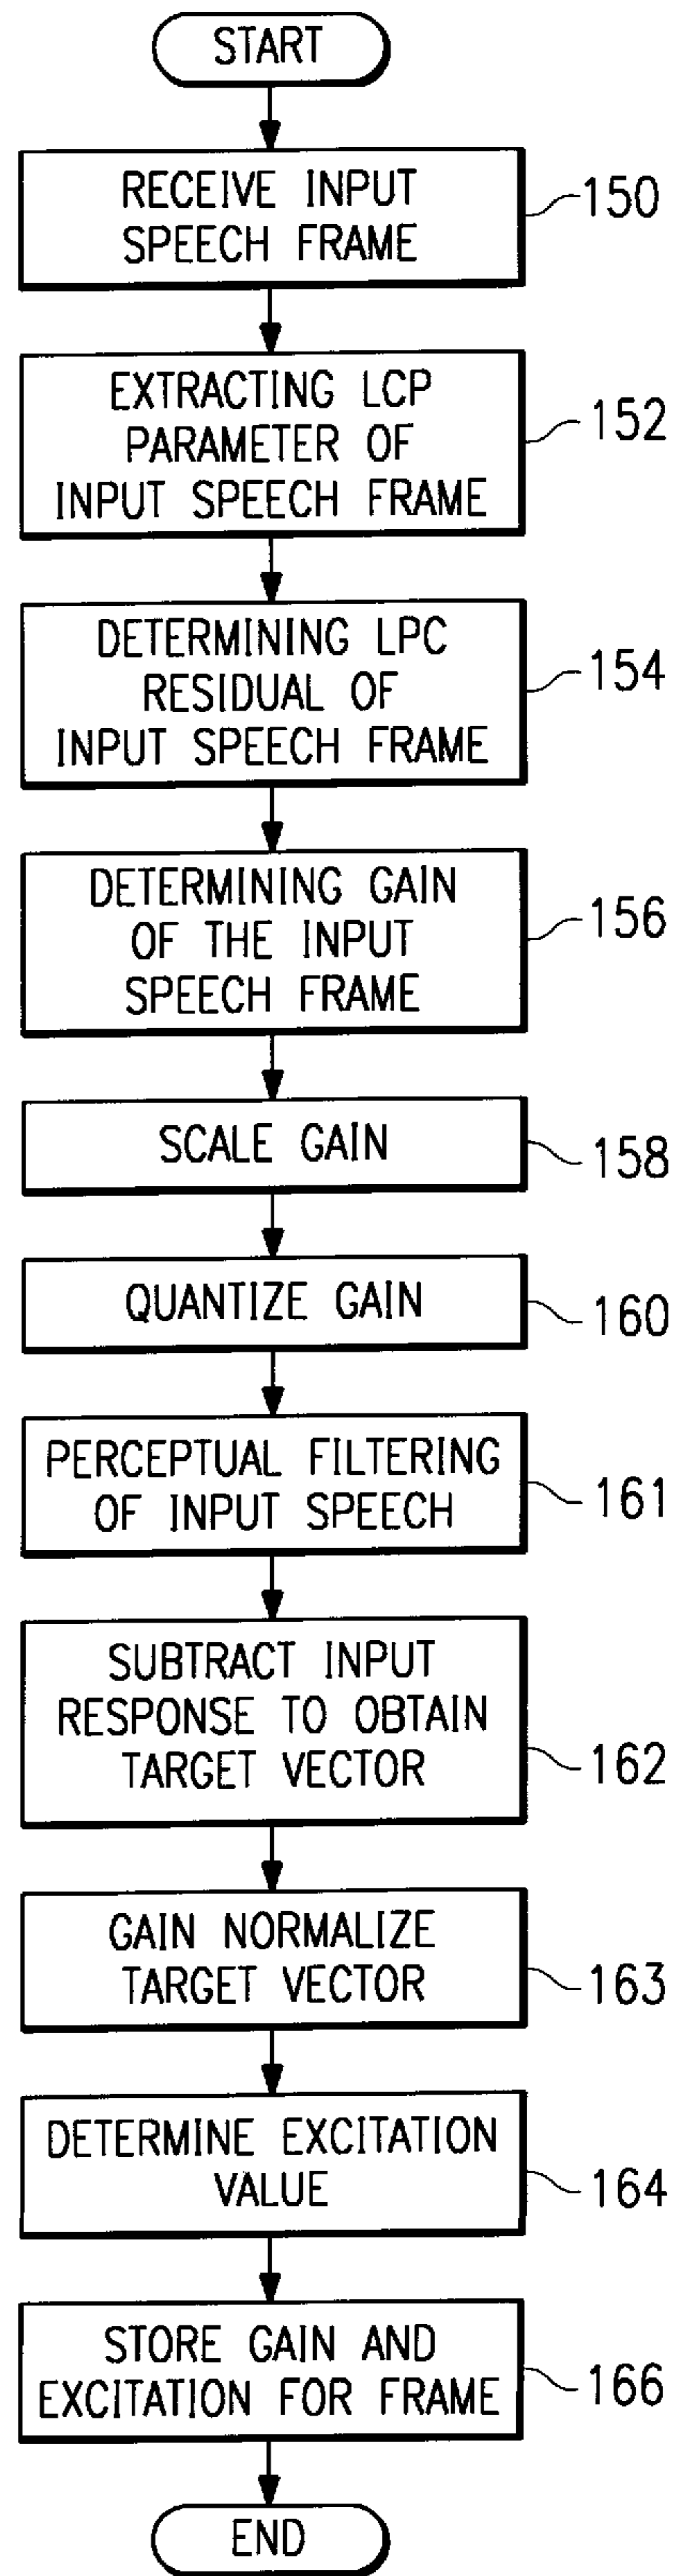 START
RECEIVE INPUT
SPEECH FRAME
150
EXTRACTING LCP
PARAMETER OF
INPUT SPEECH FRAME
152
DETERMINING LPC
RESIDUAL OF
INPUT SPEECH FRAME
154
DETERMINING GAIN
OF THE INPUT
SPEECH FRAME
156
SCALE GAIN
158
QUANTIZE GAIN
160
PERCEPTUAL FILTERING
OF INPUT SPEECH
161
SUBTRACT INPUT
RESPONSE TO OBTAIN
TARGET VECTOR
162
GAIN NORMALIZE
TARGET VECTOR
163
DETERMINE EXCITATION
VALUE
164
STORE GAIN AND
EXCITATION FOR FRAME
166
END